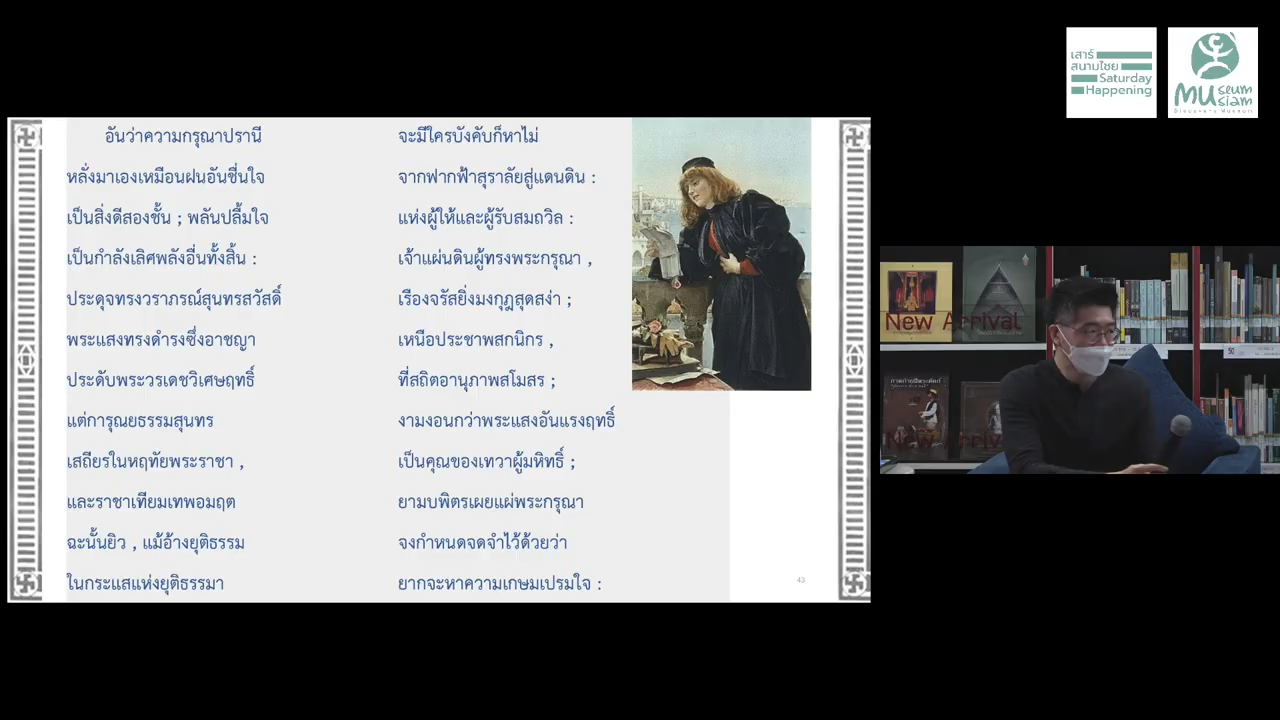 เสาร์
สนามไชย
Saturday
Happening
MUseum
siam
Discovery Museum
อันว่าความกรุณาปรานี จะมีใครบังคับก็หาไม่
หลั่งมาเองเหมือนฝนอันชื่นใจ จากฟากฟ้าสุราลัยสู่แดนดิน :
เป็นสิ่งดีสองชั้น ; พลันปลื้มใจ แห่งผู้ให้และผู้รับสมถวิล :
เป็นกำลังเลิศพลังอื่นทั้งสิ้น : เจ้าแผ่นดินผู้ทรงพระกรุณา ,
ประดุจทรงวราภรณ์สุนทรสวัสดิ์ เรืองจรัสยิ่งมงกุฎสุดสง่า ;
พระแสงทรงดำรงซึ่งอาชญา เหนือประชาพสกนิกร ,
ประดับพระวรเดชวิเศษฤทธิ์ ที่สถิตอานุภาพสโมสร ;
แต่การุณยธรรมสุนทร งามงอนกว่าพระแสงอันแรงฤทธิ์
เสถียรในหฤทัยพระราชา , เป็นคุณของเทวาผู้มหิทธิ์ ;
และราชาเทียมเทพอมฤต ยามบพิตรเผยแผ่พระกรุณา
ฉะนั้นยิว , แม้อ้างยุติธรรม จงกำหนดจดจำไว้ด้วยว่า
ในกระแสแห่งยุติธรรมา ยากจะหาความเกษมเปรมใจ :
43
New Arrival
New Arrival